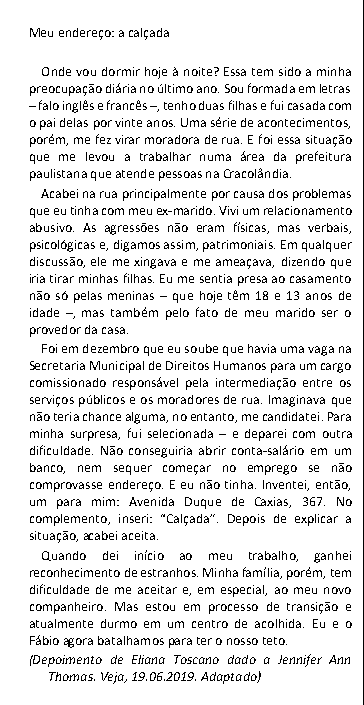 Meu endereço: a calçada
Onde vou dormir hoje à noite? Essa tem sido a minha
preocupação diária no último ano. Sou formada em letras
– falo inglês e francês –, tenho duas filhas e fui casada com
o pai delas por vinte anos. Uma série de acontecimentos,
porém, me fez virar moradora de rua. E foi essa situação
que me levou a trabalhar numa área da prefeitura
paulistana que atende pessoas na Cracolândia.
Acabei na rua principalmente por causa dos problemas
que eu tinha com meu ex-marido. Vivi um relacionamento
abusivo. As agressões não eram físicas, mas verbais,
psicológicas e, digamos assim, patrimoniais. Em qualquer
discussão, ele me xingava e me ameaçava, dizendo que
iria tirar minhas filhas. Eu me sentia presa ao casamento
não só pelas meninas – que hoje têm 18 e 13 anos de
idade –, mas também pelo fato de meu marido ser o
provedor da casa.
Foi em dezembro que eu soube que havia uma vaga na
Secretaria Municipal de Direitos Humanos para um cargo
comissionado responsável pela intermediação entre os
serviços públicos e os moradores de rua. Imaginava que
não teria chance alguma, no entanto, me candidatei. Para
minha surpresa, fui selecionada – e deparei com outra
dificuldade. Não conseguiria abrir conta-salário em um
banco, nem sequer começar no emprego se não
comprovasse endereço. E eu não tinha. Inventei, então,
um para mim: Avenida Duque de Caxias, 367. No
complemento, inseri: “Calçada”. Depois de explicar a
situação, acabei aceita.
Quando dei início ao meu trabalho, ganhei
reconhecimento de estranhos. Minha família, porém, tem
dificuldade de me aceitar e, em especial, ao meu novo
companheiro. Mas estou em processo de transição e
atualmente durmo em um centro de acolhida. Eu e o
Fábio agora batalhamos para ter o nosso teto.
(Depoimento de Eliana Toscano dado a Jennifer Ann
Thomas. Veja, 19.06.2019. Adaptado)